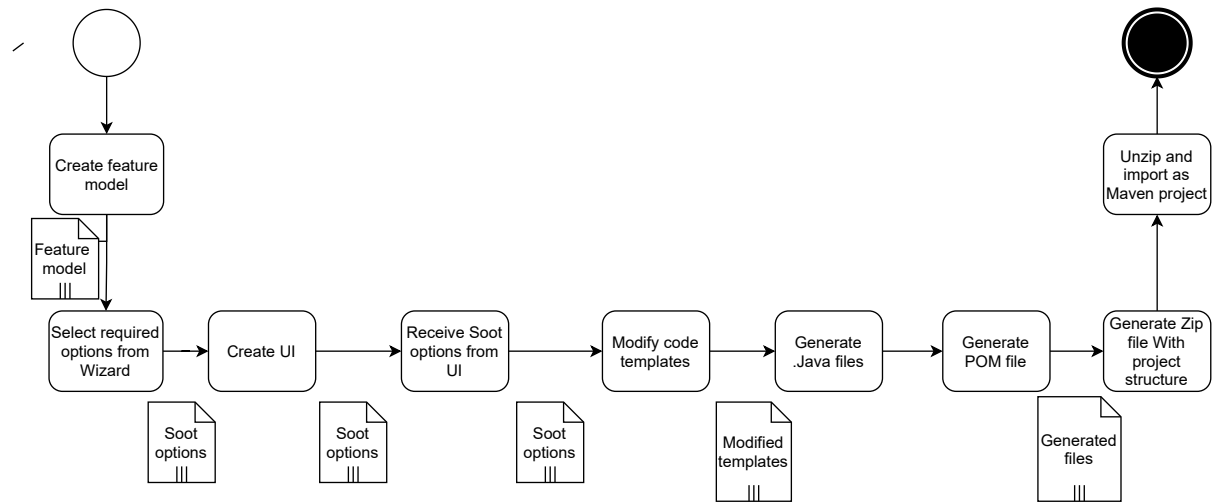 Create feature
model
Unzip and
import as
Maven project
Feature
model
Select required
options from
Wizard
Create UI
Receive Soot
options from
UI
Modify code
templates
Generate
.Java files
Generate
POM file
Generate Zip
file With
project
structure
Soot
options
Soot
options
Soot
options
Modified
templates
Generated
files